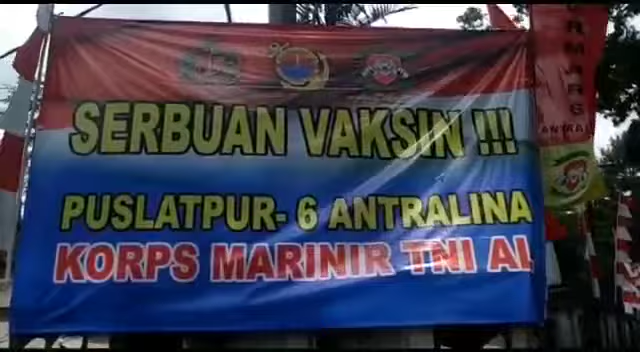 SERBUAN VAKSIN !!!
PUSLATPUR- 6 ANTRALINA
KORPS MARINIR TNI AL